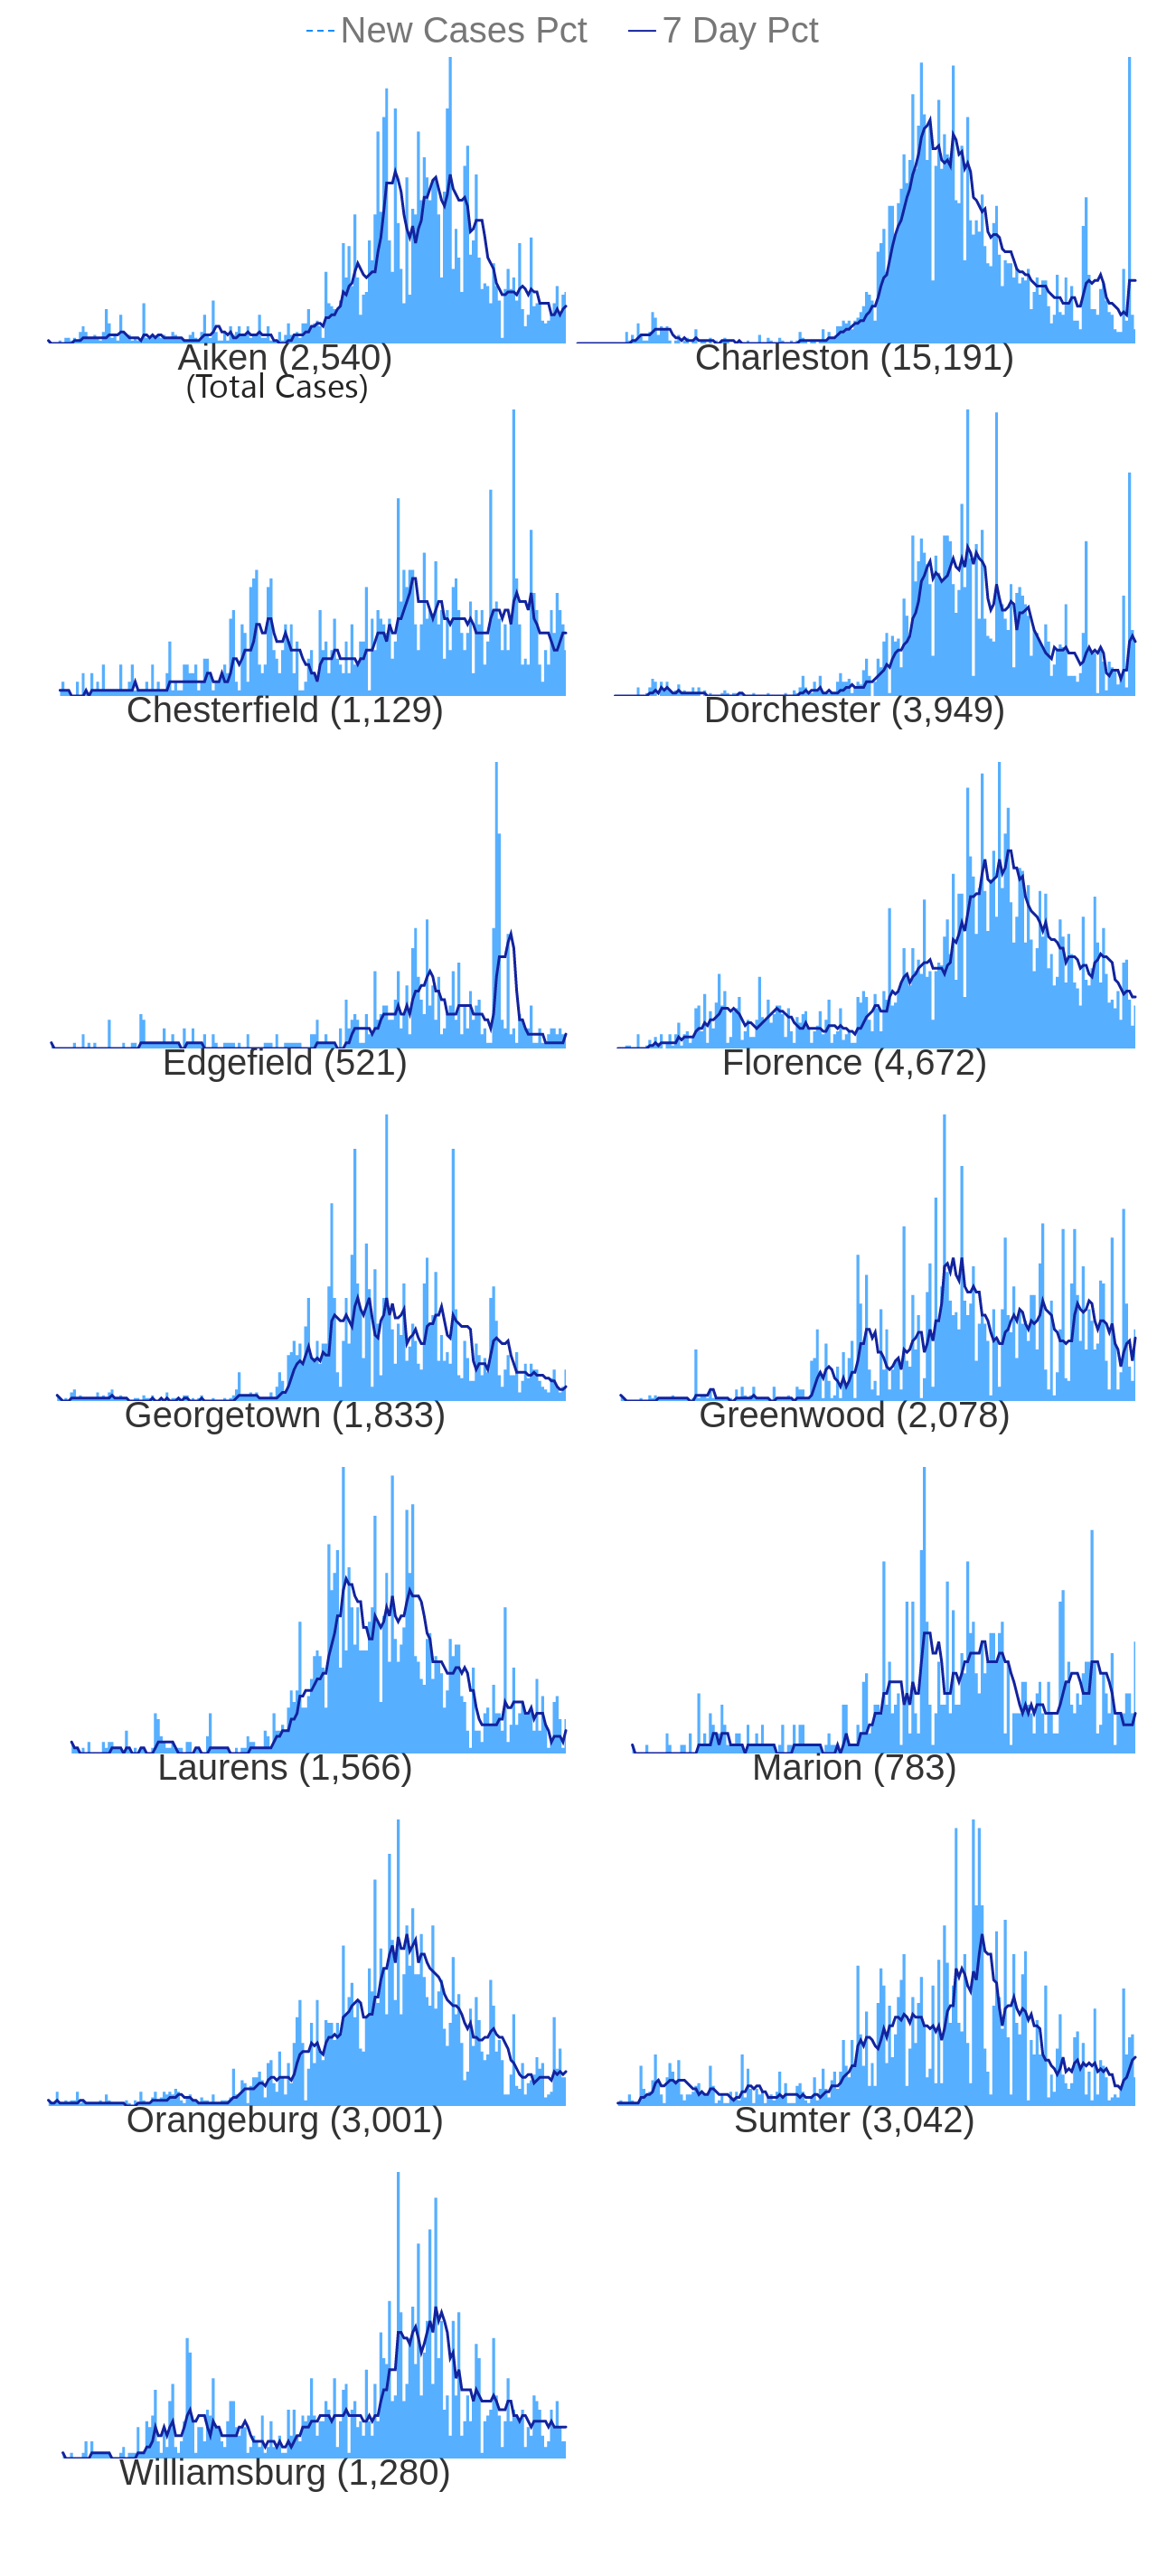 New Cases Pct 7 Day Pct
Aiken (2,540) Charleston (15,191)
(Total Cases)
Chesterfield (1,129) Dorchester (3,949)
Edgefield (521) Florence (4,672)
Georgetown (1,833) Greenwood (2,078)
Laurens (1,566) Marion (783)
Orangeburg (3,001) Sumter (3,042)
Williamsburg (1,280)